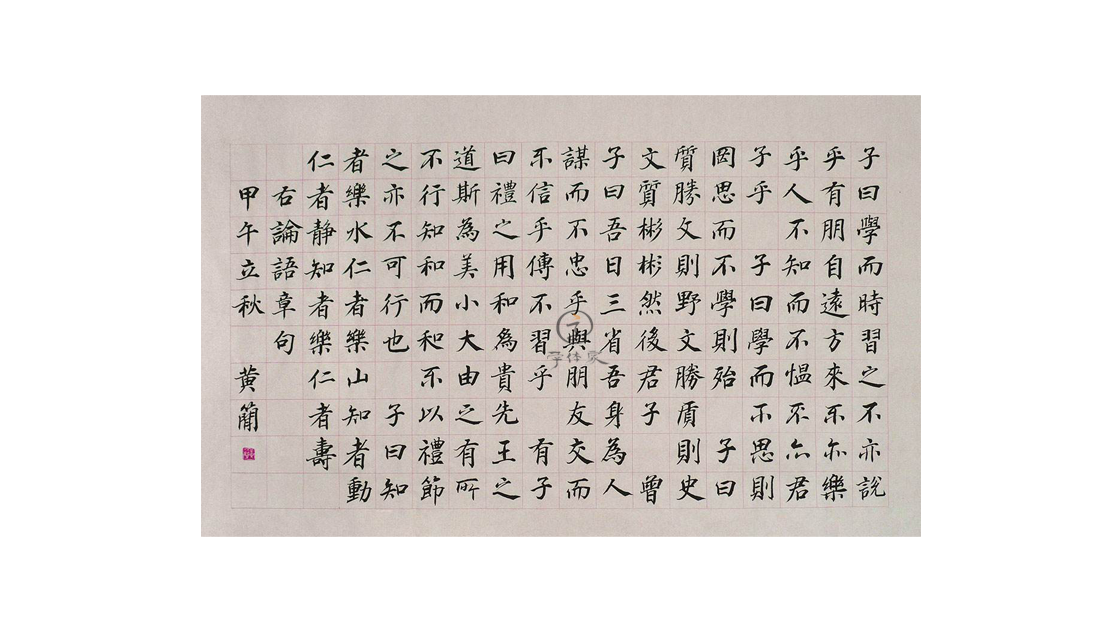 子曰學而時習之不亦説
乎有朋自遠方來不亦樂
乎人不知而不愠不亦君
子乎 子曰學而不思則
罔思而不學則殆 子曰
質勝文則野文勝質則史
文質彬彬然後君子 曾
子曰吾日三省吾身為人
謀而不忠乎與朋友交而
不信乎傳不習乎 有子
曰禮之用和為貴先王之
道斯為美小大由之有所
不行知和而和不以禮節
之亦不可行也 子曰知
者樂水仁者樂山知者動
仁者静知者樂仁者壽
右論語章句
甲午立秋 黄簡
字体家